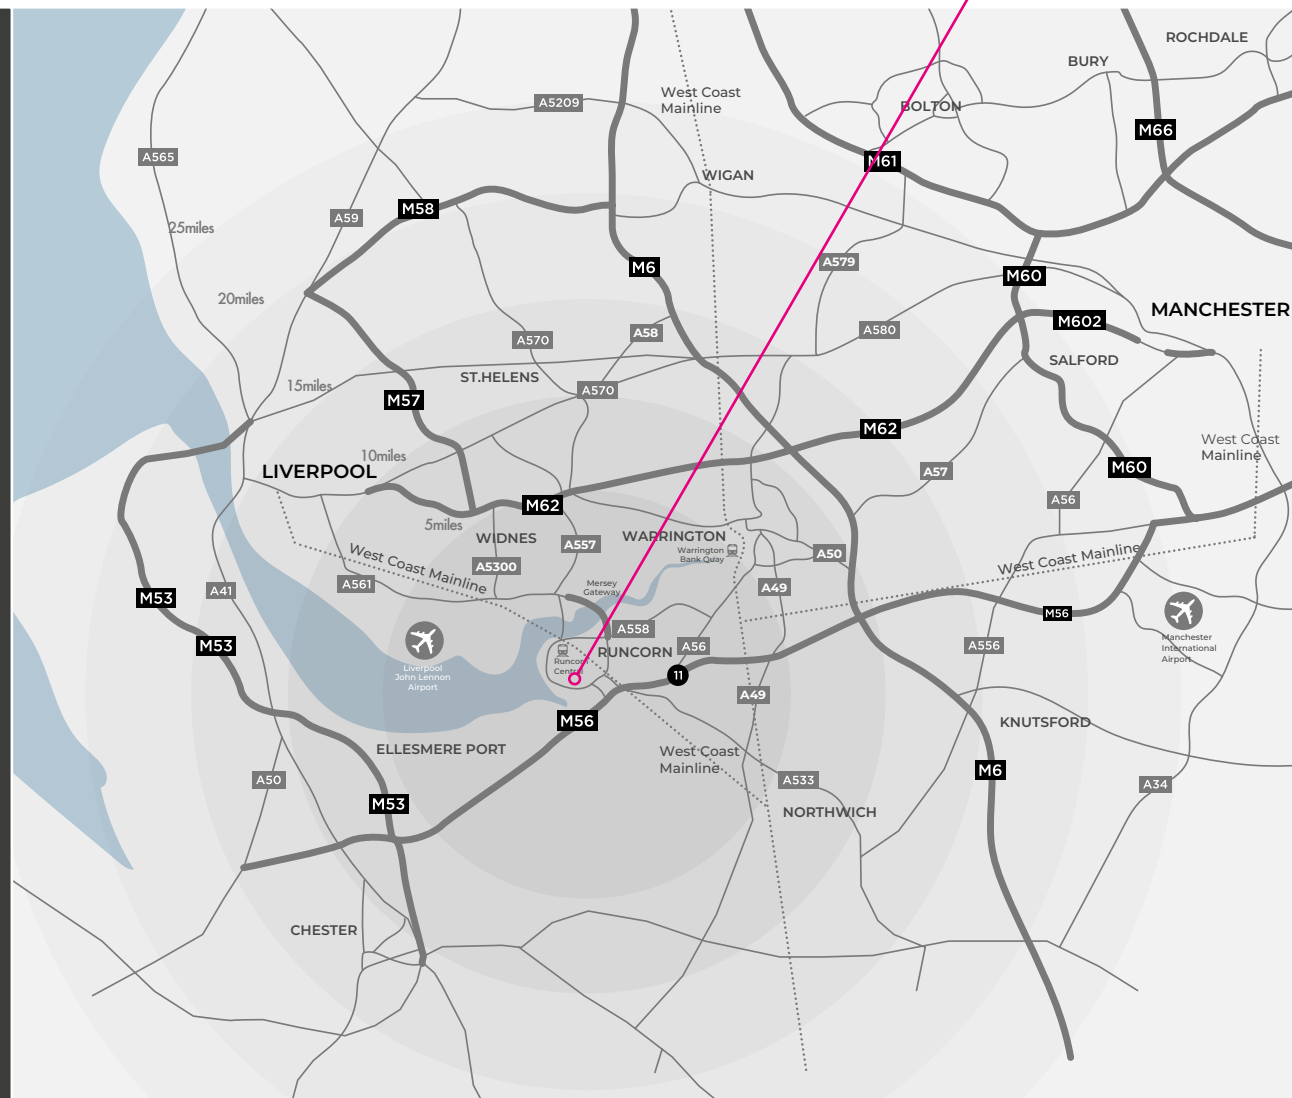 ROCHDALE
BURY
West Coast
Mainline
A5209
BOLTON
M66
A565
M61
WIGAN
M58
A59
25miles
M6
A579
M60
20miles
MANCHESTER
M602
A58
A580
A570
SALFORD
ST.HELENS
15miles
A570
M57
M62
West Coast
Mainline
10miles
LIVERPOOL
A57
M60
A56
M62
5miles
WIDNES
WARRINGTON
A557
Warrington
Bank Quay
A50
West Coast Mainline
West Coast Mainline
A5300
A561
Mersey
Gateway
A49
A41
M53
M56
A558
Manchester
International
Airport
M53
A56
A556
RUNCORN
Runcorn
Central
Liverpool
John Lennon
Airport
11
A49
M56
KNUTSFORD
ELLESMERE PORT
West Coast
Mainline
M6
A50
A533
A34
M53
NORTHWICH
CHESTER